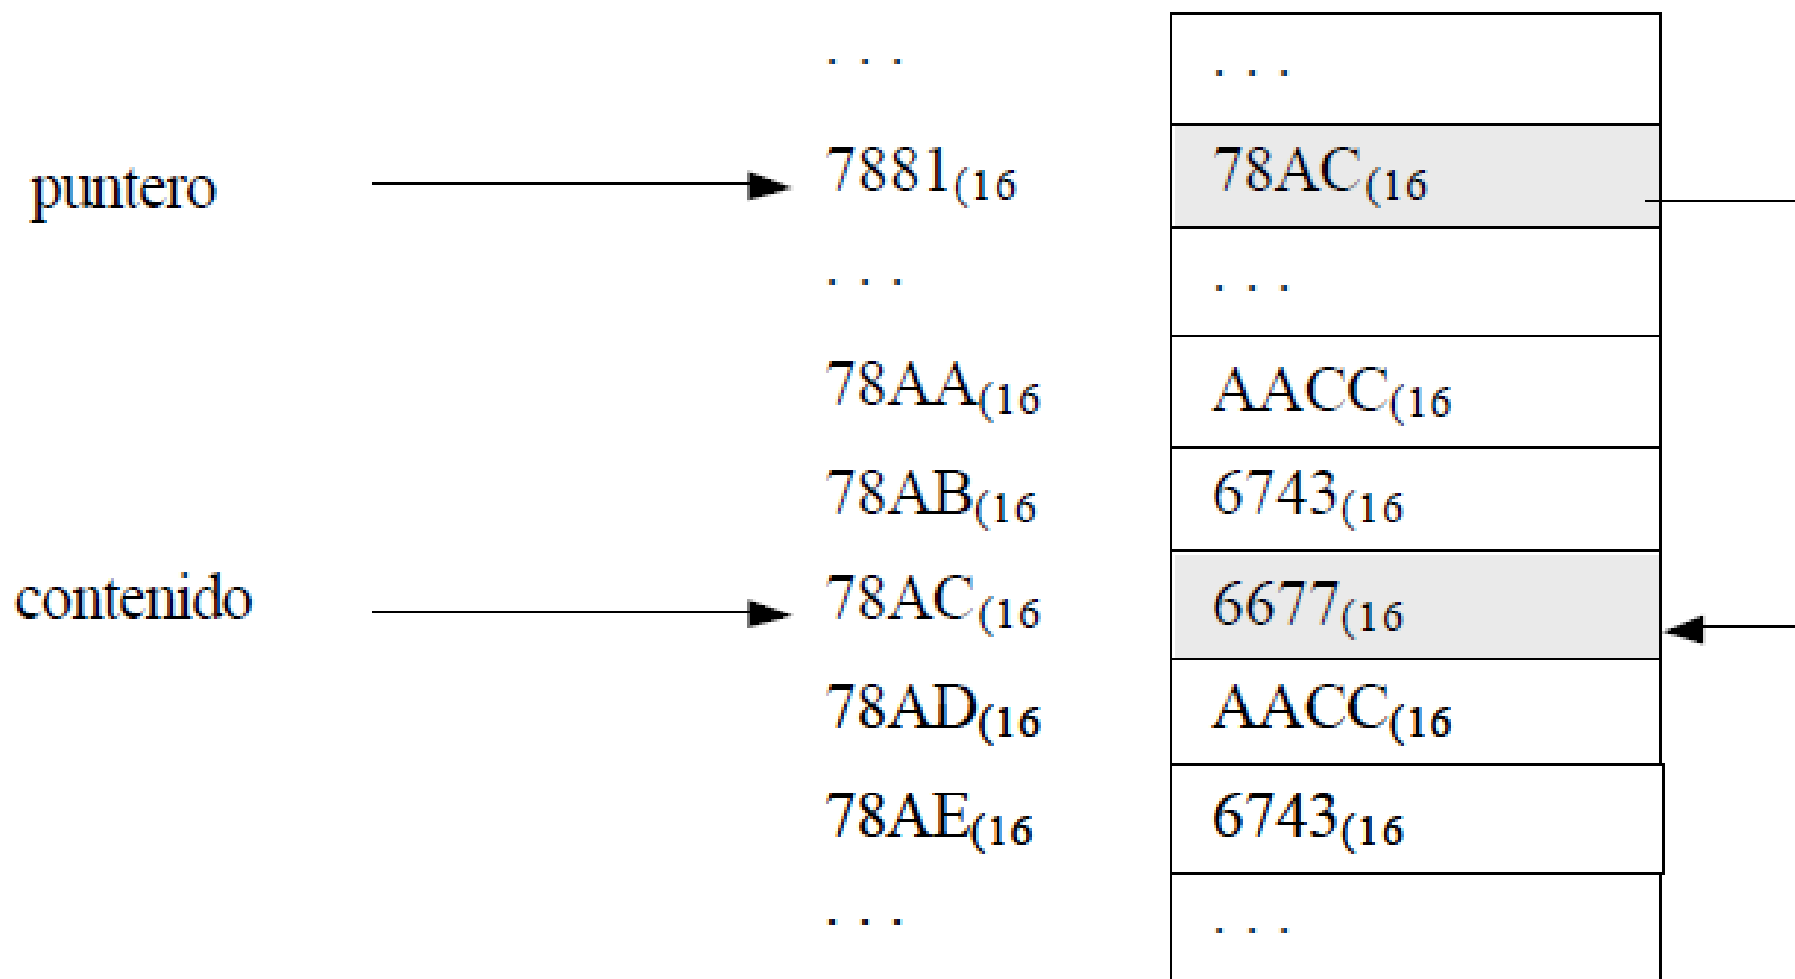 . . . . . .
puntero 7881(16 78AC(16
. . . . . .
78AA(16 AACC(16
78AB(16 6743(16
contenido 78AC(16 6677(16
78AD(16 AACC(16
78AE(16 6743(16
. . . . . .